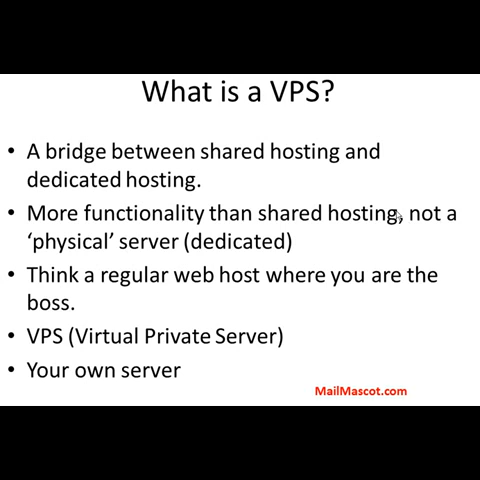 What is a VPS?
• A bridge between shared hosting and
dedicated hosting.
• More functionality than shared hosting, not a
‘physical’ server (dedicated)
• Think a regular web host where you are the
boss.
• VPS (Virtual Private Server)
• Your own server
MailMascot.com